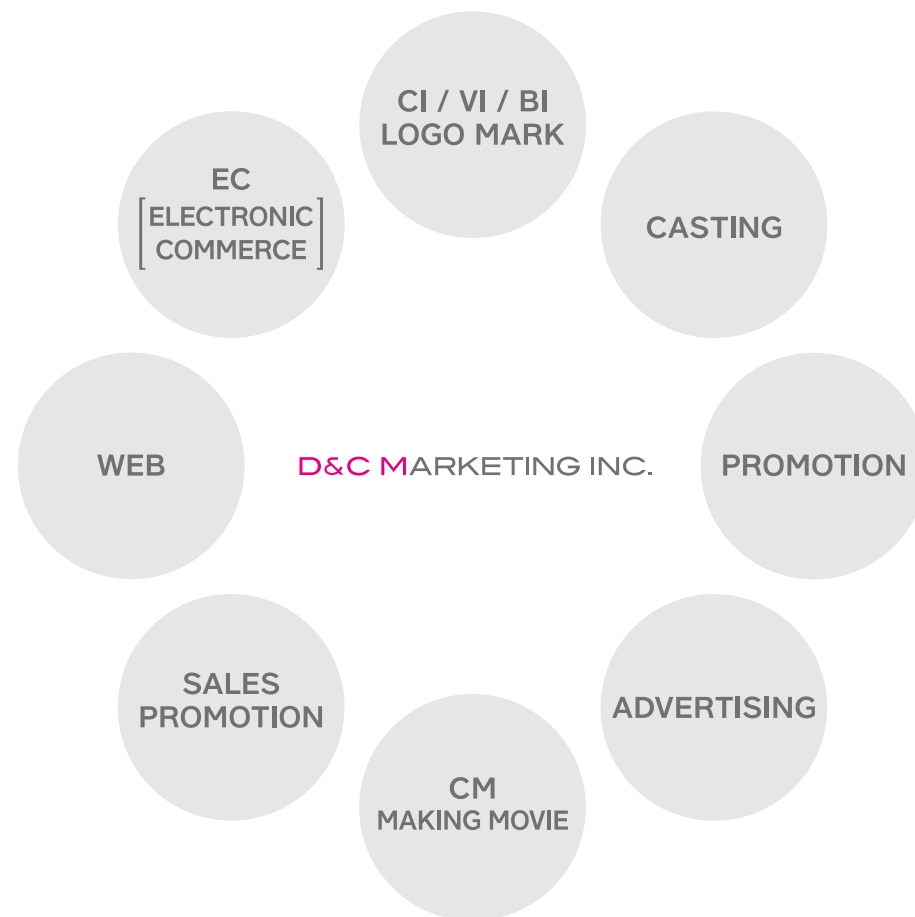 CI / VI / BI
LOGO MARK
EC
[ELECTRONIC
COMMERCE]
CASTING
WEB
D&C MARKETING INC.
PROMOTION
SALES
PROMOTION
ADVERTISING
CM
MAKING MOVIE